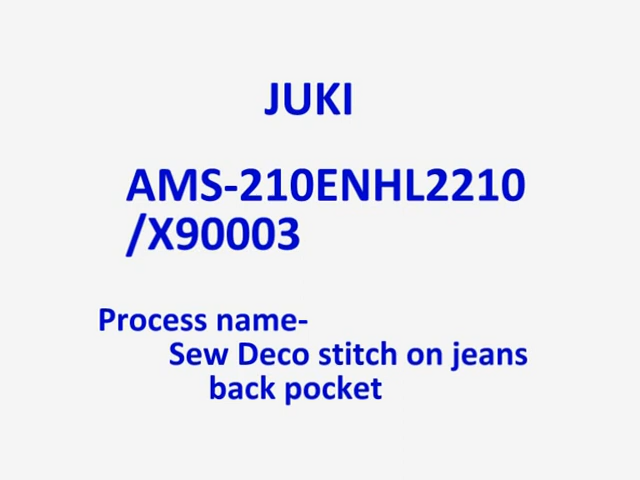 JUKI
AMS-210ENHL2210
/X90003
Process name-
Sew Deco stitch on jeans
back pocket